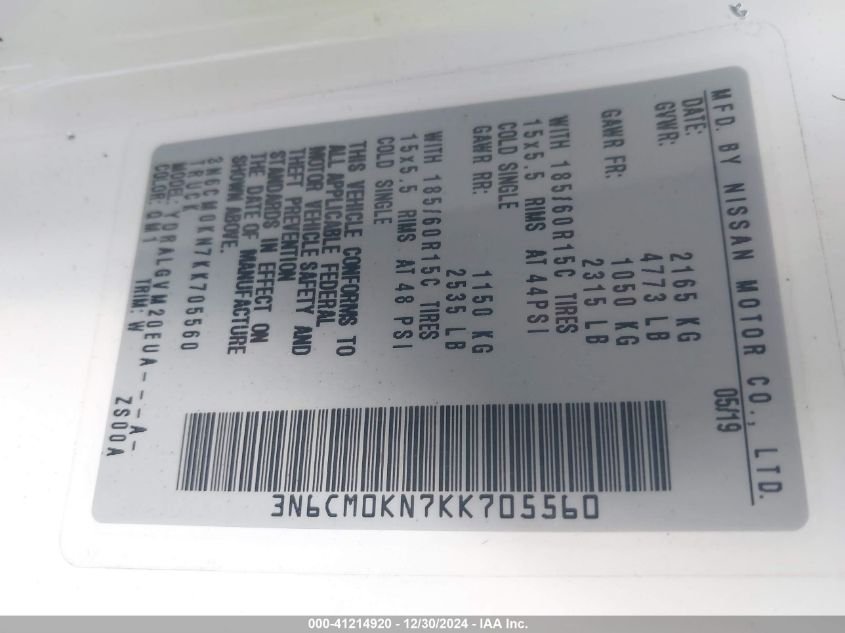 MFD. BY NISSAN MOTOR CO., LTD.
DATE: 05/19
GVWR: 2165 KG
4773 LB
GAWR FR: 1050 KG
2315 LB
WITH 185/60R15C TIRES
15x5.5 RIMS AT 44PSI
COLD SINGLE
GAWR RR: 1150 KG
2535 LB
WITH 185/60R15C TIRES
15x5.5 RIMS AT 48 PSI
COLD SINGLE
THIS VEHICLE CONFORMS TO
ALL APPLICABLE FEDERAL
MOTOR VEHICLE SAFETY AND
THEFT PREVENTION
STANDARDS IN EFFECT ON
THE DATE OF MANUFACTURE
SHOWN ABOVE.
3N6CM0KN7KK705560
TRUCK
MODEL: YDRALGVM20EUA----A-
COLOR: QM1 TRIM: W ZS00A
3N6CM0KN7KK705560
000-41214920 - 12/30/2024 - IAA Inc.